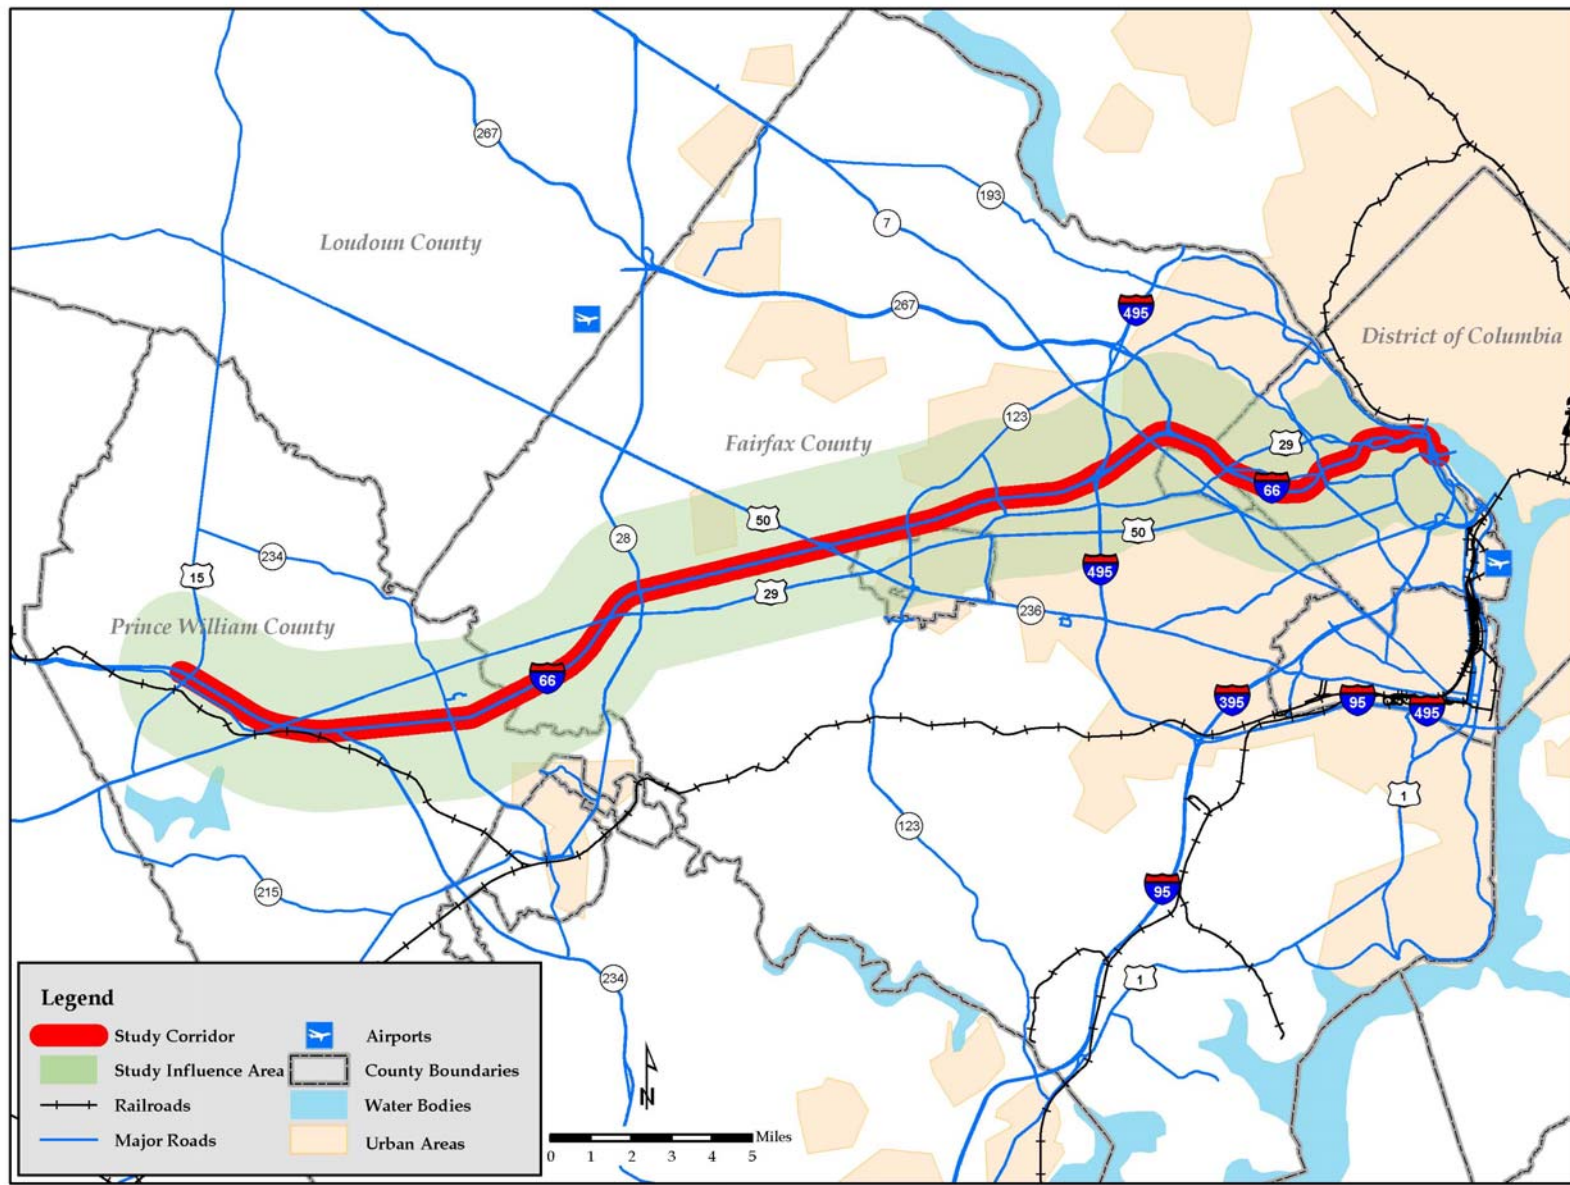 267
193
7
Loudoun County
267
495
District of Columbia
123
Fairfax County
29
66
50
28
50
234
15
495
29
236
Prince William County
66
395
95
495
1
123
95
215
234
1
Legend
Study Corridor
Airports
Study Influence Area
County Boundaries
Railroads
Water Bodies
Major Roads
Urban Areas
N
Miles
0 1 2 3 4 5